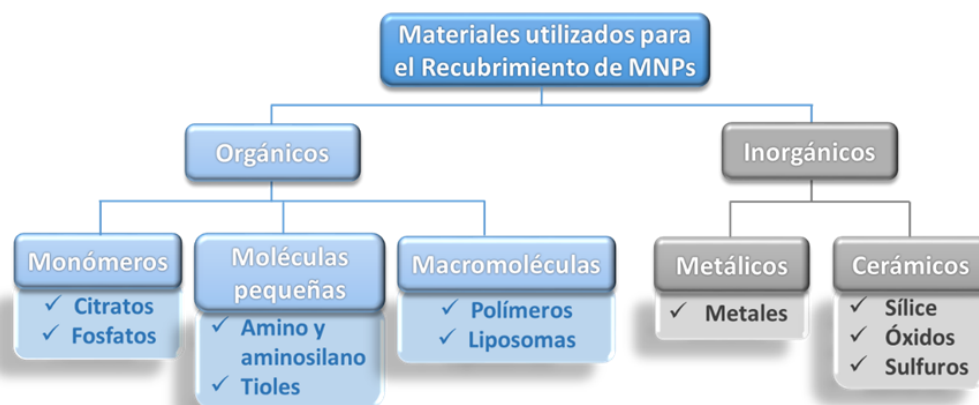 Materiales utilizados para
el Recubrimiento de MNPs
Orgánicos
Inorgánicos
Monómeros
✓ Citratos
✓ Fosfatos
Moléculas
pequeñas
✓ Amino y
aminosilano
✓ Tioles
Macromoléculas
✓ Polímeros
✓ Liposomas
Metálicos
✓ Metales
Cerámicos
✓ Sílice
✓ Óxidos
✓ Sulfuros